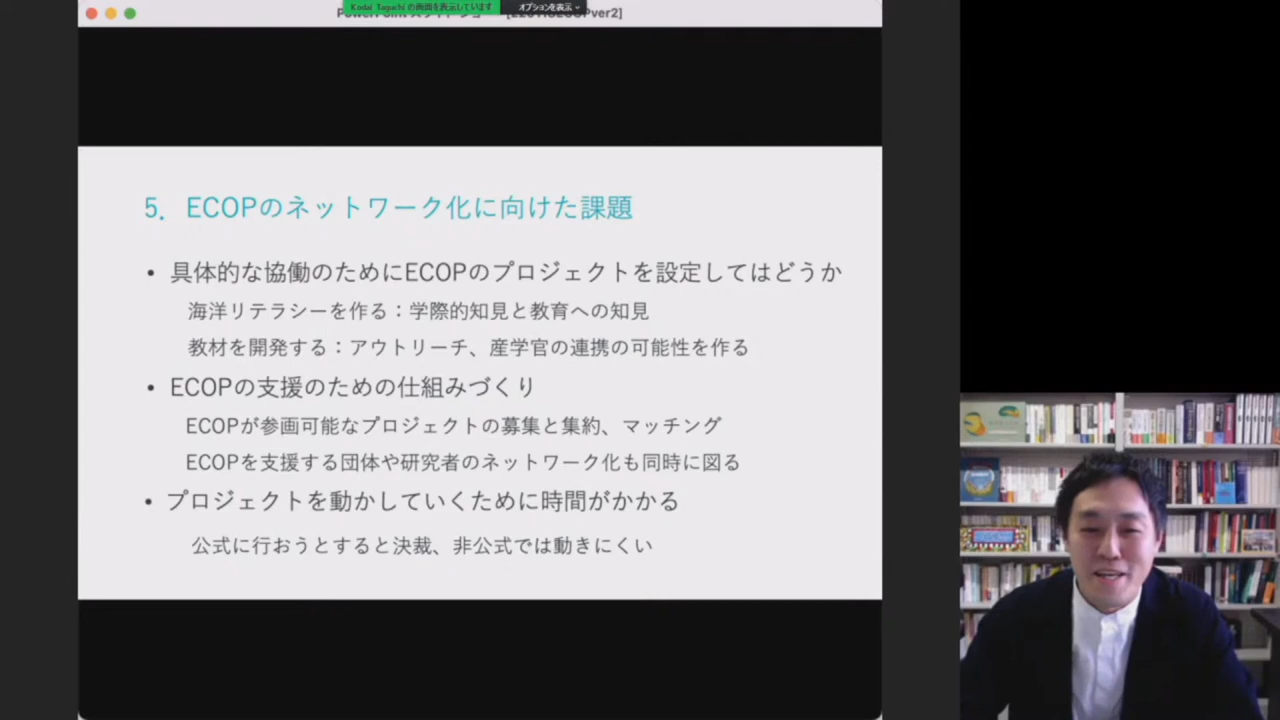 Kodai Taguchi の画面を表示しています
オプションを表示
ver2]
5．ECOPのネットワーク化に向けた課題
• 具体的な協働のためにECOPのプロジェクトを設定してはどうか
海洋リテラシーを作る：学際的知見と教育への知見
教材を開発する：アウトリーチ、産学官の連携の可能性を作る
• ECOPの支援のための仕組みづくり
ECOPが参画可能なプロジェクトの募集と集約、マッチング
ECOPを支援する団体や研究者のネットワーク化も同時に図る
• プロジェクトを動かしていくために時間がかかる
公式に行おうとすると決裁、非公式では動きにくい